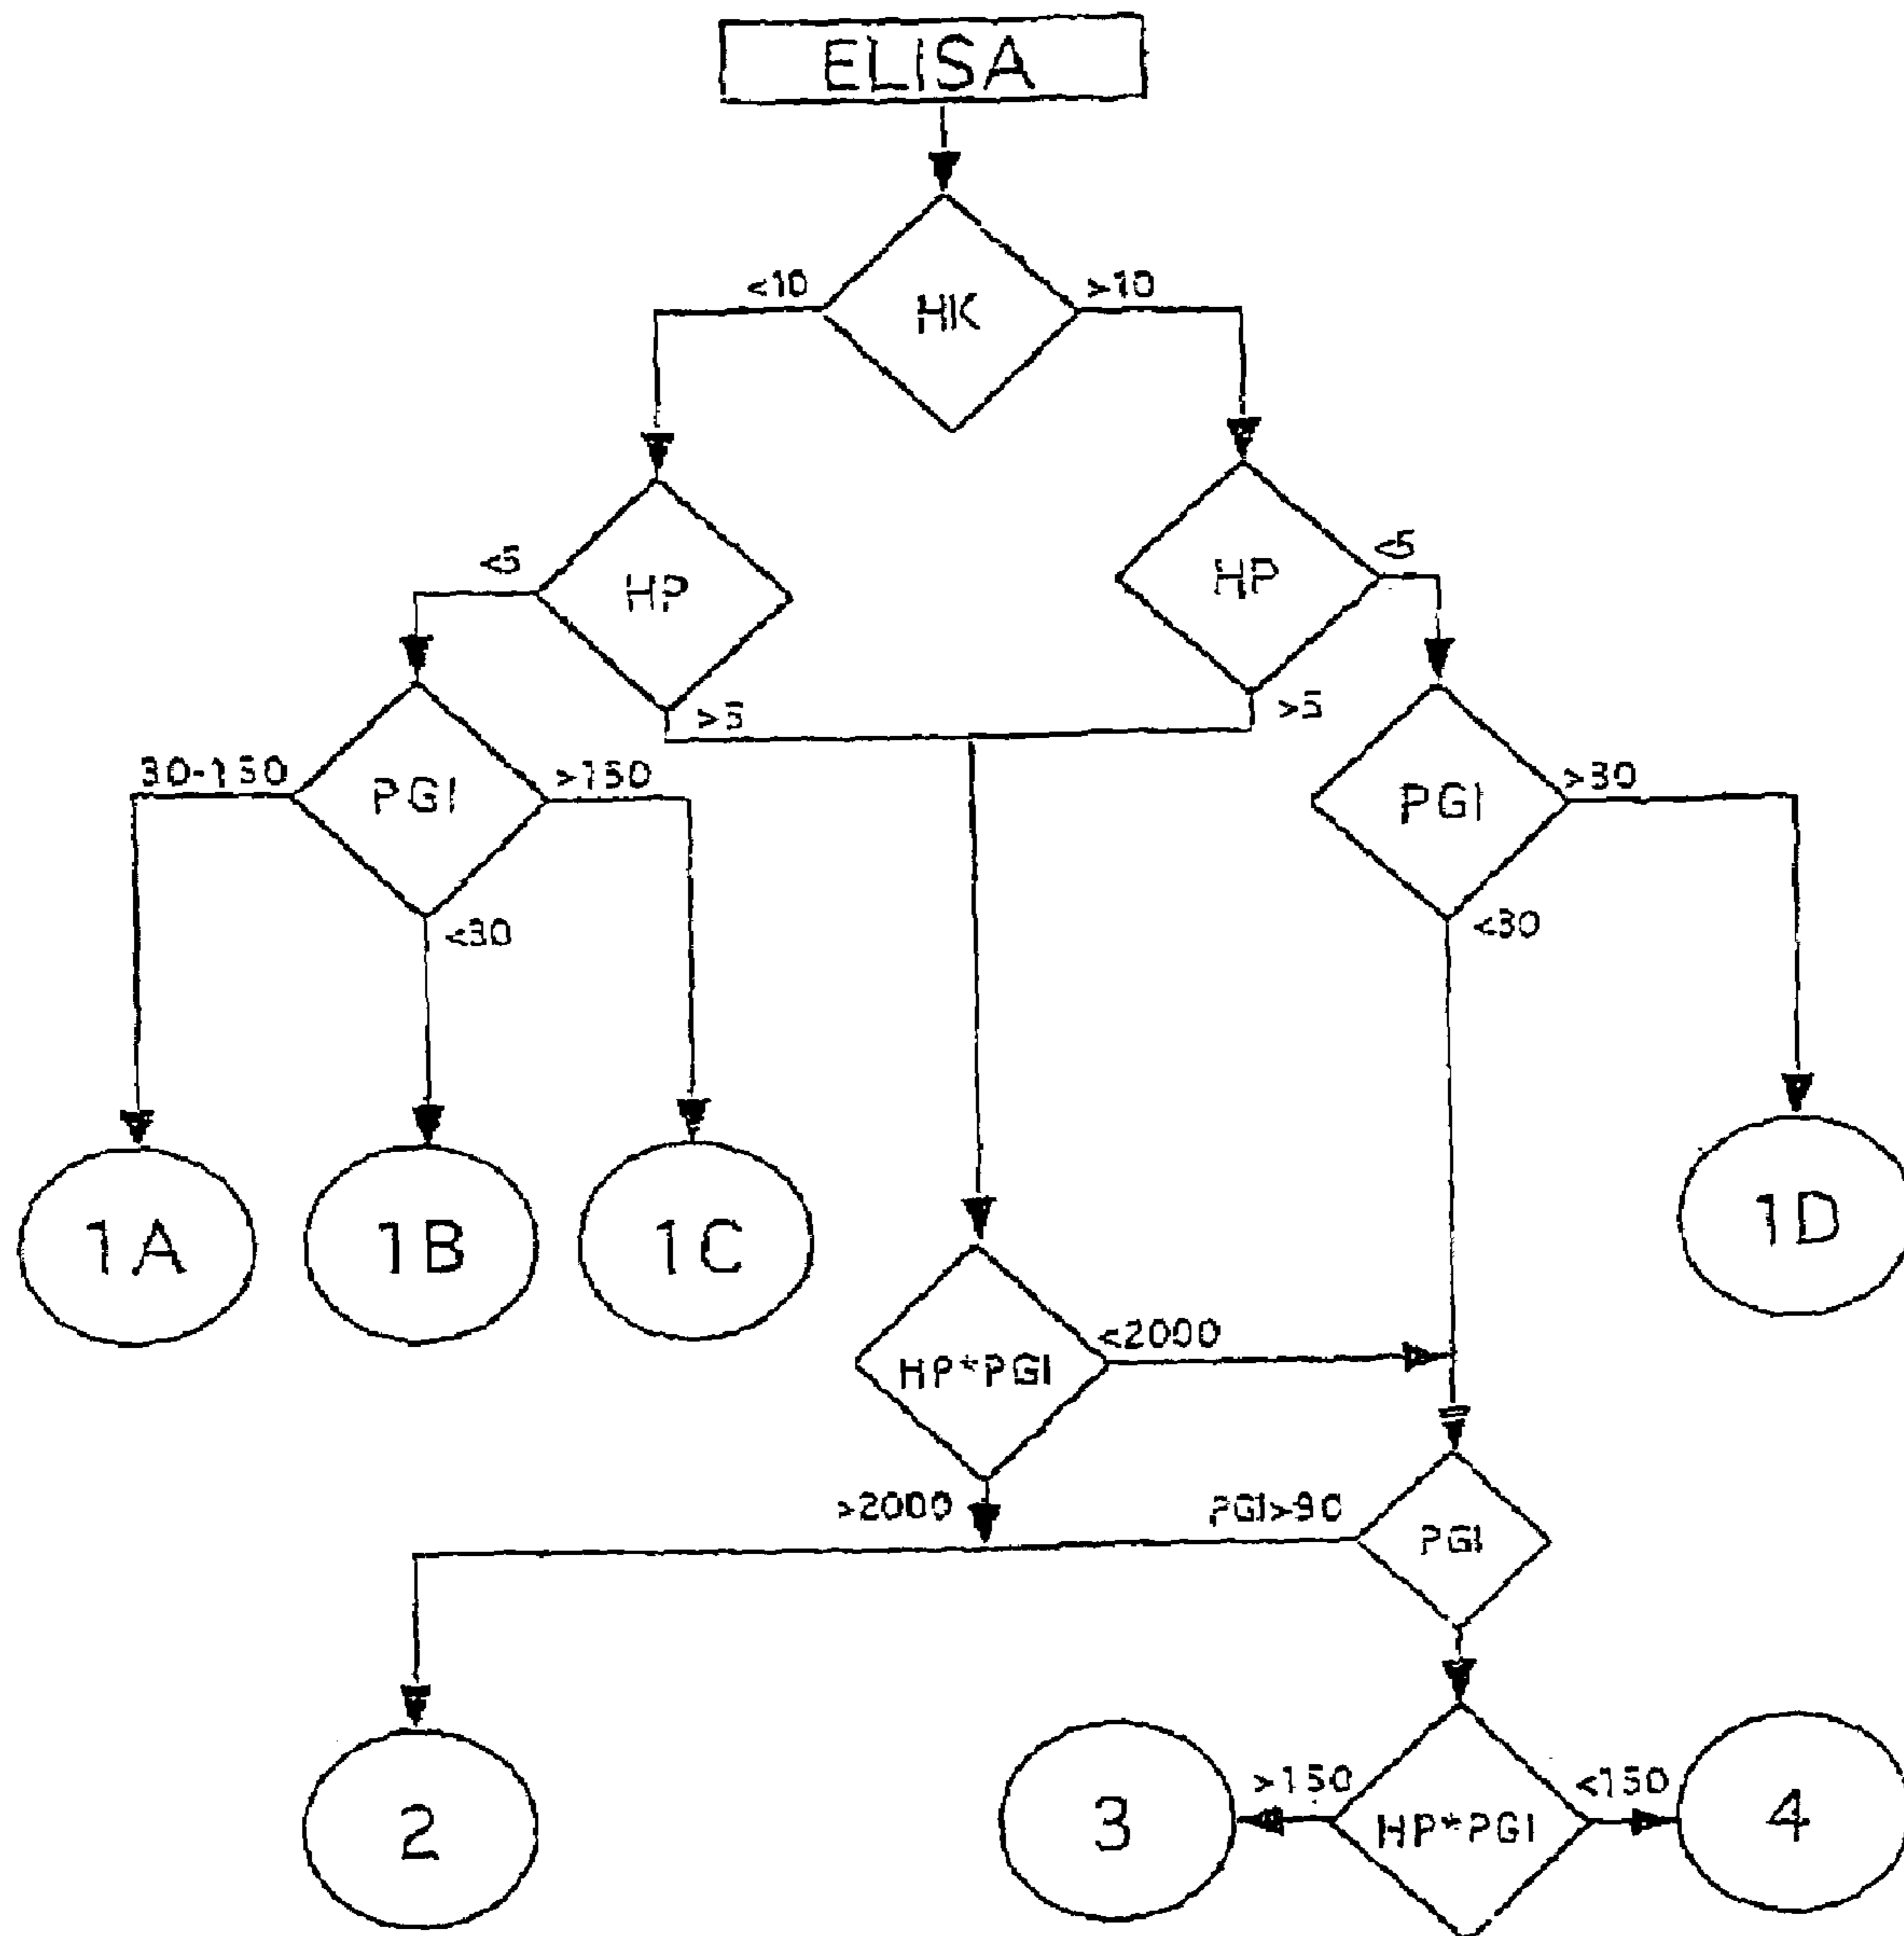 ELISA
<10
>10
HK
<5
<5
HP
HP
>5
>5
30-150
>150
>30
PGI
PGI
<30
<30
1A
1B
1C
1D
<2000
HP*PGI
>2000
PGI>90
PGI
>150
<150
2
3
HP*PGI
4